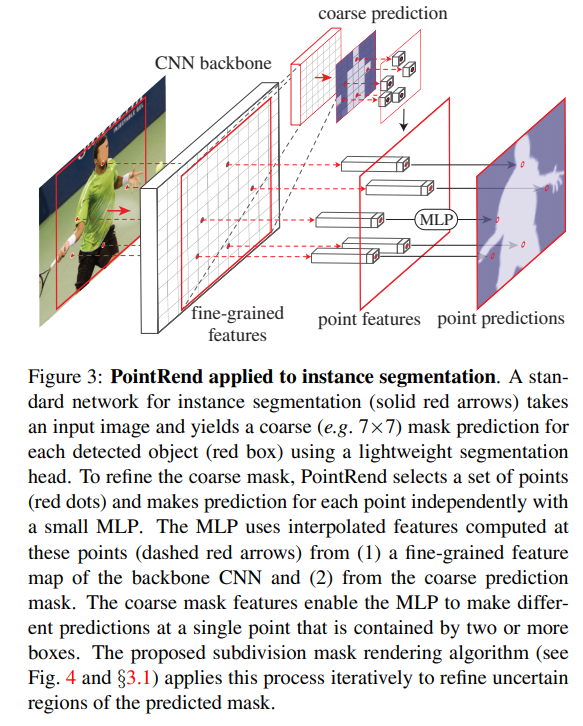 coarse prediction
CNN backbone
MLP
fine-grained
features
point features
point predictions
Figure 3: PointRend applied to instance segmentation. A stan-
dard network for instance segmentation (solid red arrows) takes
an input image and yields a coarse (e.g. 7×7) mask prediction for
each detected object (red box) using a lightweight segmentation
head. To refine the coarse mask, PointRend selects a set of points
(red dots) and makes prediction for each point independently with
a small MLP. The MLP uses interpolated features computed at
these points (dashed red arrows) from (1) a fine-grained feature
map of the backbone CNN and (2) from the coarse prediction
mask. The coarse mask features enable the MLP to make differ-
ent predictions at a single point that is contained by two or more
boxes. The proposed subdivision mask rendering algorithm (see
Fig. 4 and §3.1) applies this process iteratively to refine uncertain
regions of the predicted mask.